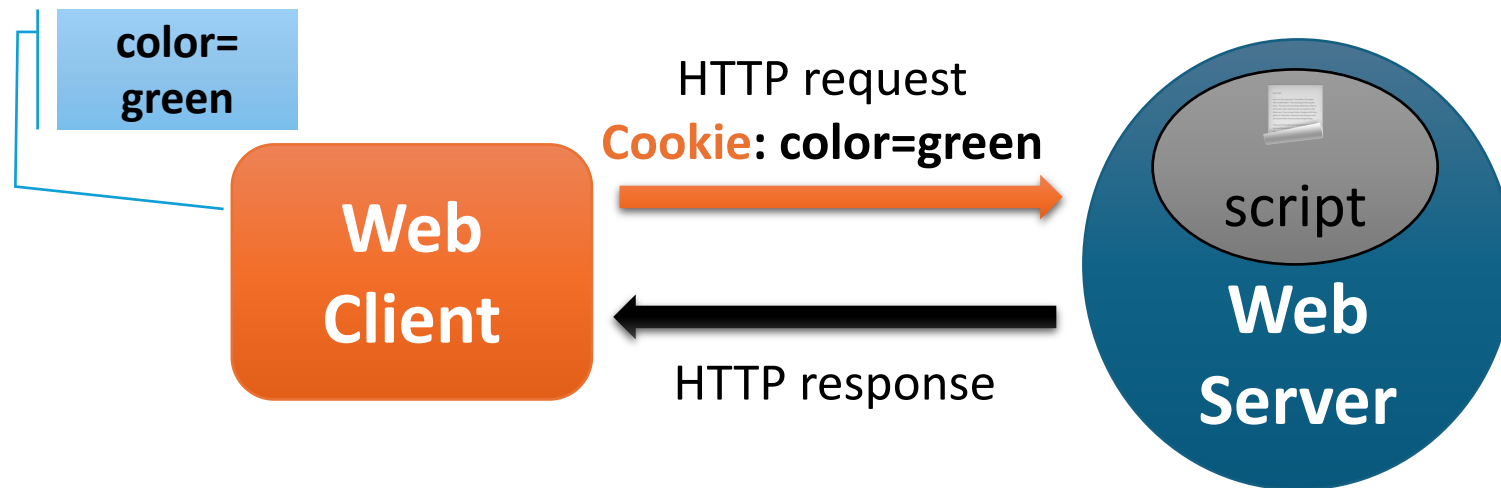 color=
green
HTTP request
Cookie: color=green
Web
Client
HTTP response
script
Web
Server